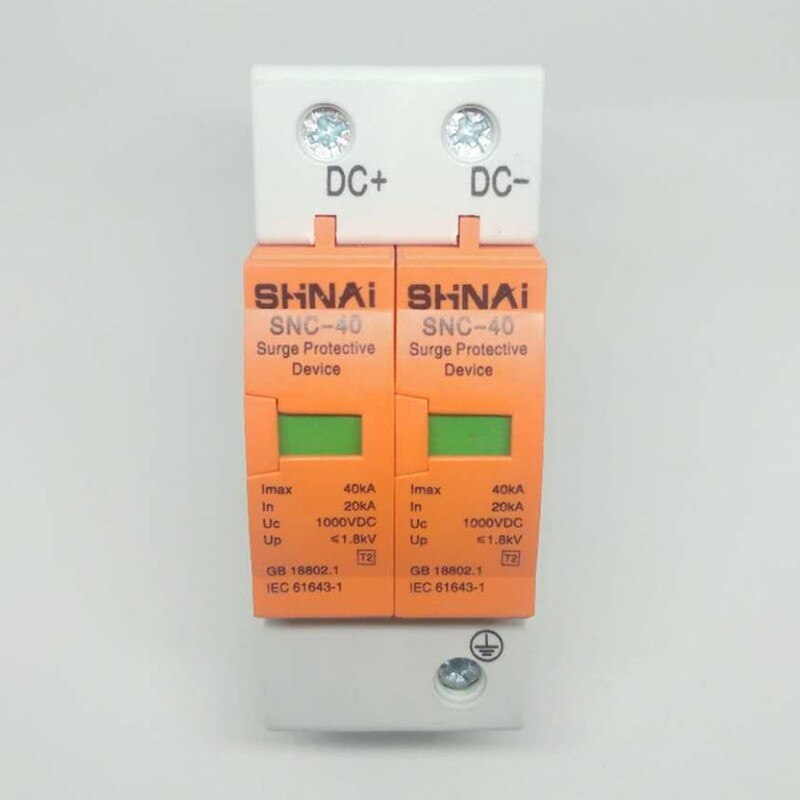 DC+ DC-
SHiNAi
SNC-40
Surge Protective
Device
Imax 40kA
In 20kA
Uc 1000VDC
Up ≤1.8kV
T2
GB 18802.1
IEC 61643-1
SHiNAi
SNC-40
Surge Protective
Device
Imax 40kA
In 20kA
Uc 1000VDC
Up ≤1.8kV
T2
GB 18802.1
IEC 61643-1